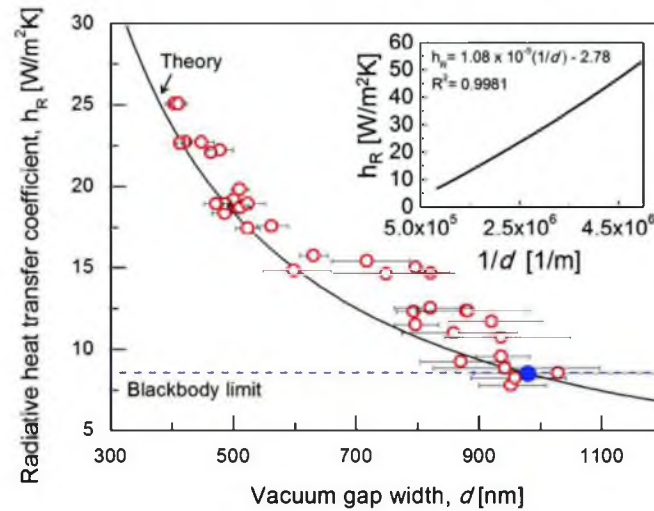 Radiative heat transfer coefficient, h_R [W/m²K]
30
25
20
15
10
5
Theory
Blackbody limit
300
500
700
900
1100
Vacuum gap width, d [nm]
h_R [W/m²K]
60
50
40
30
20
10
0
h_R= 1.08 x 10⁻⁵(1/d) - 2.78
R²= 0.9981
5.0x10⁵
2.5x10⁶
4.5x10⁶
1/d [1/m]